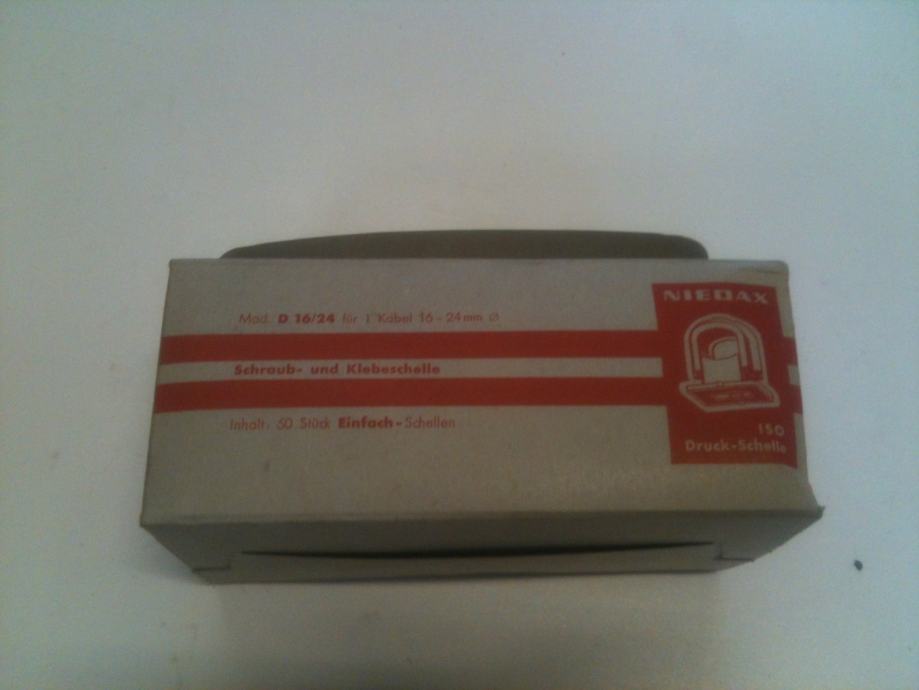 Mod. D 16/24 für 1 Kabel 16-24mm Ø
Schraub- und Klebeschelle
Inhalt: 50 Stück Einfach-Schellen
NIEDAX
ISO
Druck-Schelle